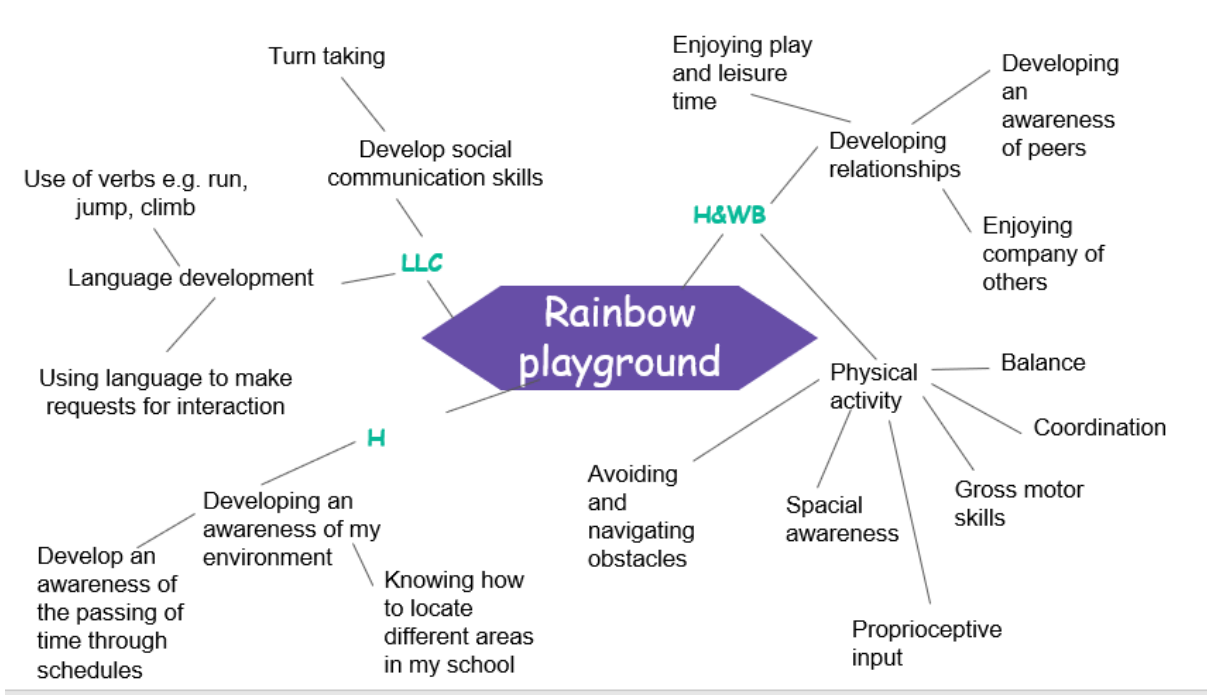 Turn taking
Develop social
communication skills
Use of verbs e.g. run,
jump, climb
LLC
Language development
Using language to make
requests for interaction
Enjoying play
and leisure
time
Developing
an
awareness
of peers
Developing
relationships
H&WB
Enjoying
company of
others
Rainbow
playground
Physical
activity
Balance
Coordination
Gross motor
skills
Proprioceptive
input
Spacial
awareness
Avoiding
and
navigating
obstacles
H
Developing an
awareness of my
environment
Develop an
awareness of
the passing of
time through
schedules
Knowing how
to locate
different areas
in my school